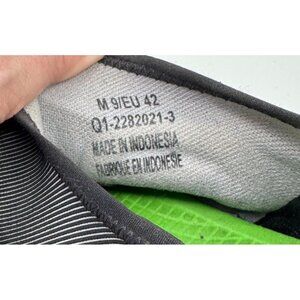 M 9/EU 42
Q1-2282021-3
MADE IN INDONESIA
FABRIQUE EN INDONESIE